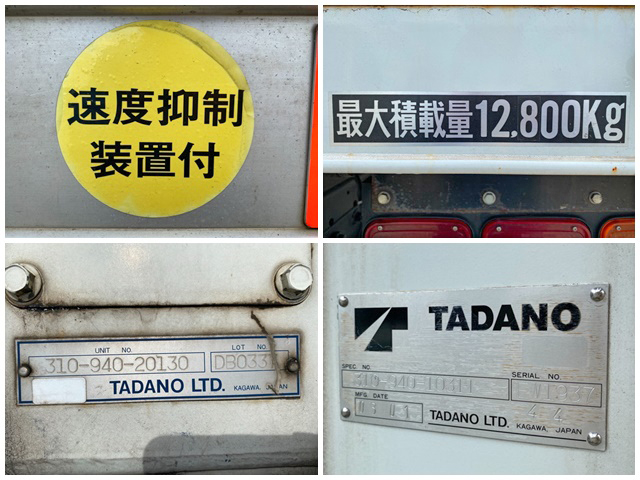 速度抑制
装置付
最大積載量12,800Kg
UNIT NO.
LOT NO.
310-940-20130
TADANO LTD. KAGAWA, JAPAN
TADANO
SPEC. NO.
SERIAL NO.
MFG. DATE
TADANO LTD.
KAGAWA, JAPAN